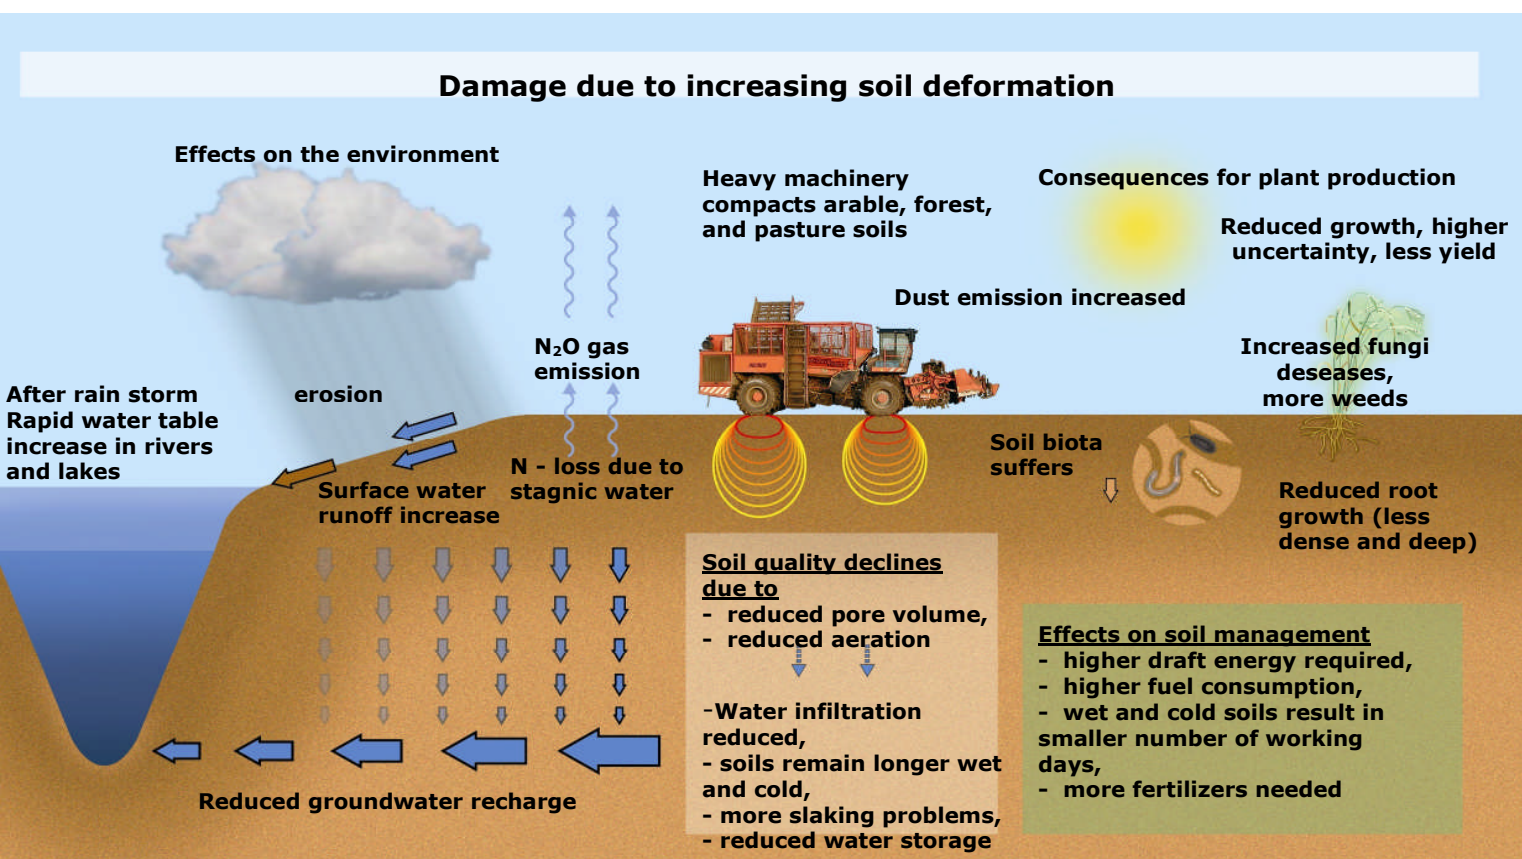 Damage due to increasing soil deformation
Effects on the environment
Heavy machinery
compacts arable, forest,
and pasture soils
Consequences for plant production
Reduced growth, higher
uncertainty, less yield
Dust emission increased
N₂O gas
emission
Increased fungi
deseases,
more weeds
After rain storm
Rapid water table
increase in rivers
and lakes
erosion
Surface water
runoff increase
N - loss due to
stagnic water
Soil biota
suffers
Reduced root
growth (less
dense and deep)
Soil quality declines
due to
- reduced pore volume,
- reduced aeration
-Water infiltration
reduced,
- soils remain longer wet
and cold,
- more slaking problems,
- reduced water storage
Effects on soil management
- higher draft energy required,
- higher fuel consumption,
- wet and cold soils result in
smaller number of working
days,
- more fertilizers needed
Reduced groundwater recharge